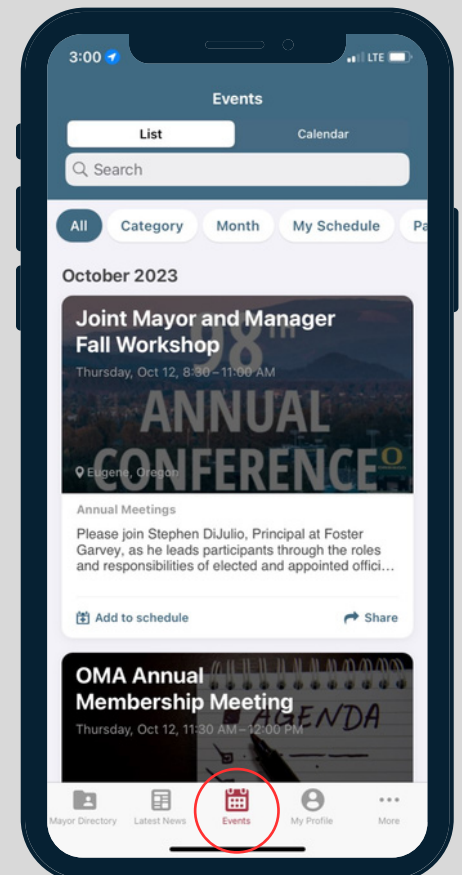 3:00
LTE
Events
List
Calendar
Search
All
Category
Month
My Schedule
Pa
October 2023
98th
ANNUAL
CONFERENCE
O
Joint Mayor and Manager
Fall Workshop
Thursday, Oct 12, 8:30–11:00 AM
Eugene, Oregon
Annual Meetings
Please join Stephen DiJulio, Principal at Foster
Garvey, as he leads participants through the roles
and responsibilities of elected and appointed offici...
Add to schedule
Share
AGENDA
OMA Annual
Membership Meeting
Thursday, Oct 12, 11:30 AM–12:00 PM
Mayor Directory
Latest News
Events
My Profile
More